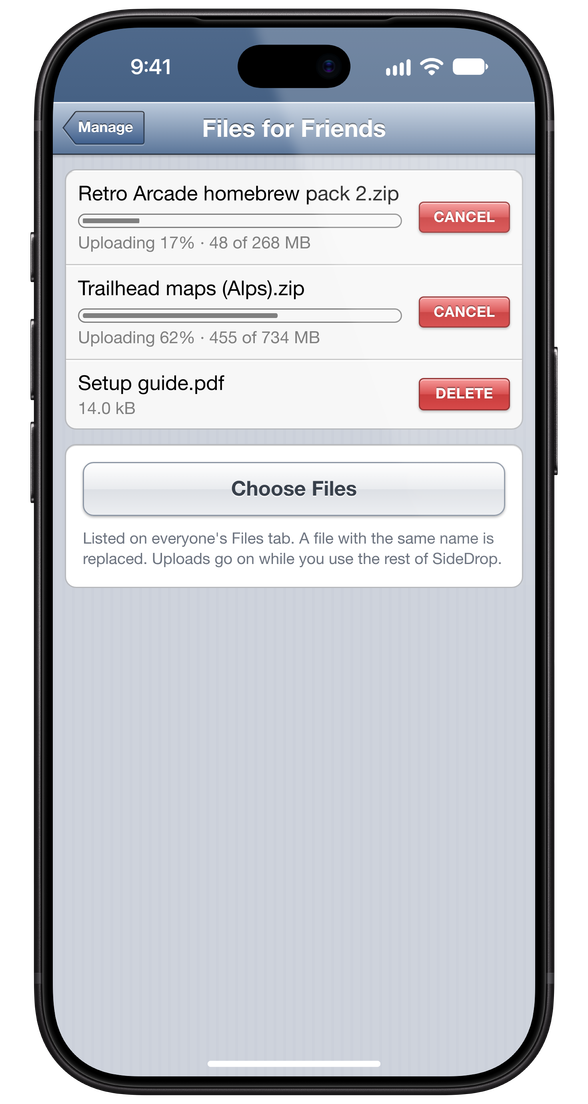 9:41
Manage
Files for Friends
Retro Arcade homebrew pack 2.zip
CANCEL
Uploading 17% · 48 of 268 MB
Trailhead maps (Alps).zip
CANCEL
Uploading 62% · 455 of 734 MB
Setup guide.pdf
DELETE
14.0 kB
Choose Files
Listed on everyone's Files tab. A file with the same name is
replaced. Uploads go on while you use the rest of SideDrop.